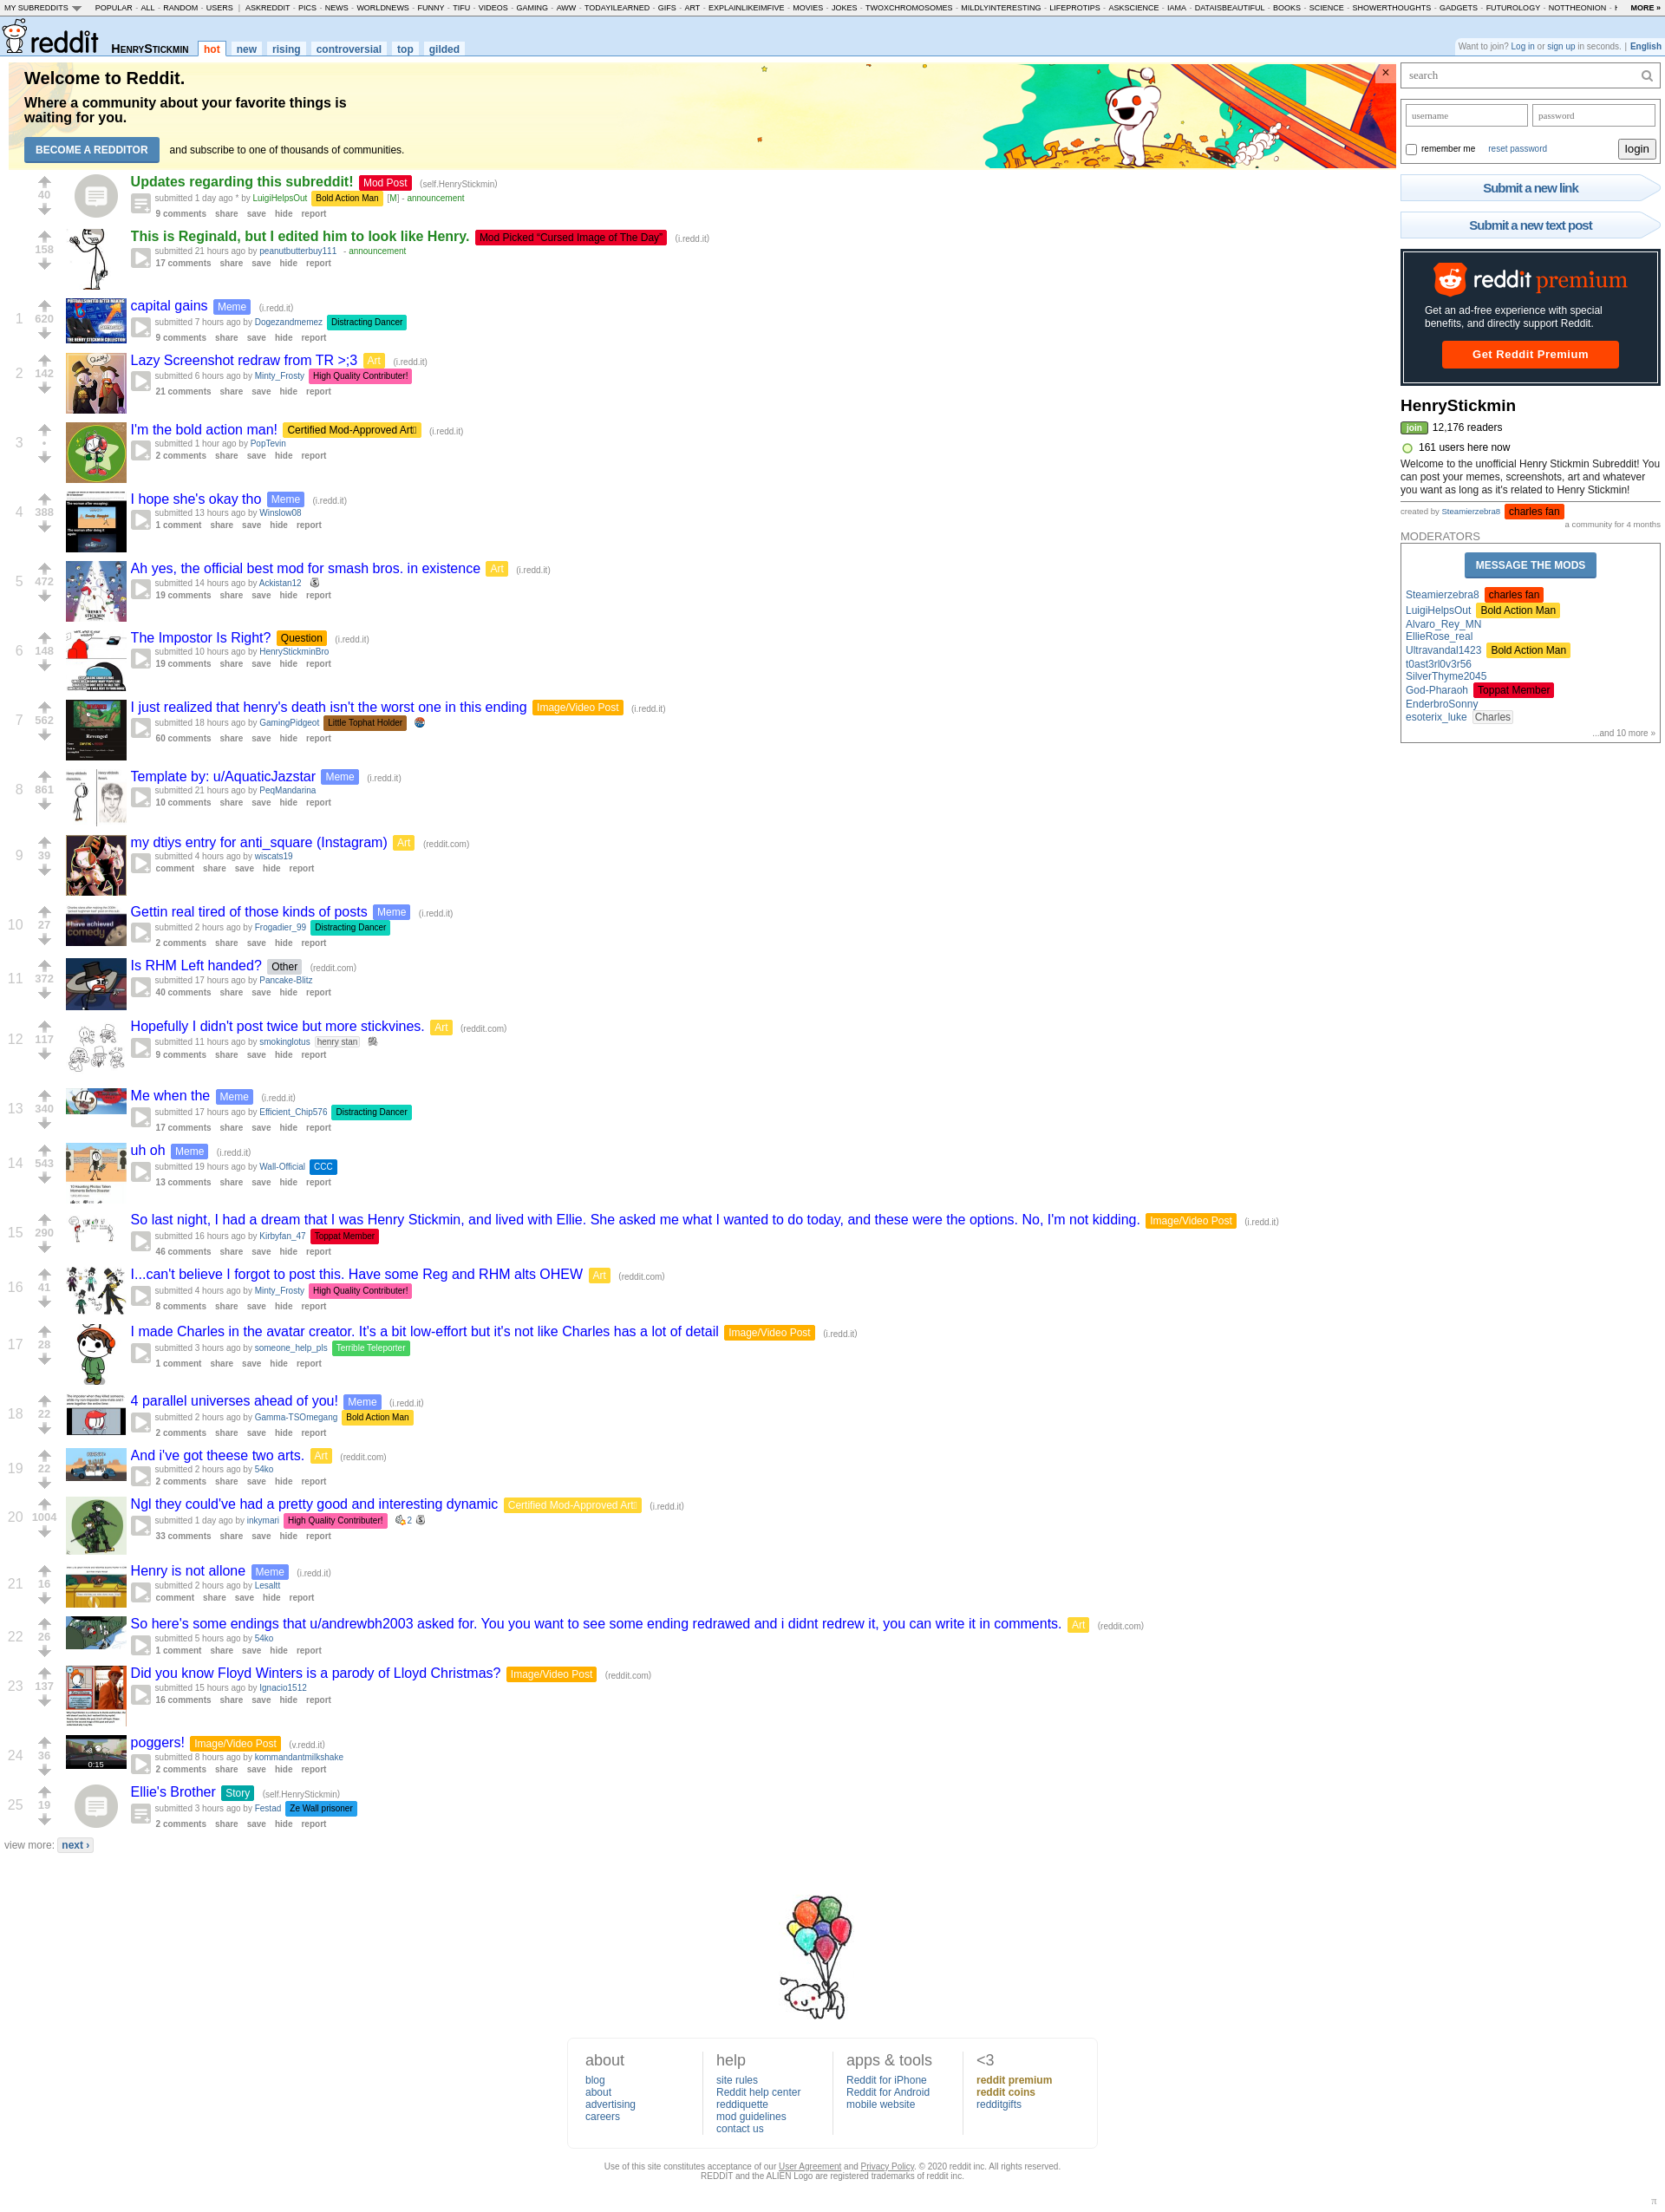 MY SUBREDDITS POPULAR - ALL - RANDOM - USERS | ASKREDDIT - PICS - NEWS - WORLDNEWS - FUNNY - TIFU - VIDEOS - GAMING - AWW - TODAYILEARNED - GIFS - ART - EXPLAINLIKEIMFIVE - MOVIES - JOKES - TWOXCHROMOSOMES - MILDLYINTERESTING - LIFEPROTIPS - ASKSCIENCE - IAMA - DATAISBEAUTIFUL - BOOKS - SCIENCE - SHOWERTHOUGHTS - GADGETS - FUTUROLOGY - NOTTHEONION - MORE »
reddit HENRYSTICKMIN hot new rising controversial top gilded
Want to join? Log in or sign up in seconds. | English
Welcome to Reddit.
Where a community about your favorite things is
waiting for you.
BECOME A REDDITOR and subscribe to one of thousands of communities.
×
40
Updates regarding this subreddit! Mod Post (self.HenryStickmin)
submitted 1 day ago * by LuigiHelpsOut Bold Action Man [M] - announcement
9 comments share save hide report
158
This is Reginald, but I edited him to look like Henry. Mod Picked "Cursed Image of The Day" (i.redd.it)
submitted 21 hours ago by peanutbutterbuy111 - announcement
17 comments share save hide report
1 620
capital gains Meme (i.redd.it)
submitted 7 hours ago by Dogezandmemez Distracting Dancer
9 comments share save hide report
2 142
Lazy Screenshot redraw from TR >;3 Art (i.redd.it)
submitted 6 hours ago by Minty_Frosty High Quality Contributer!
21 comments share save hide report
3 •
I'm the bold action man! Certified Mod-Approved Art (i.redd.it)
submitted 1 hour ago by PopTevin
2 comments share save hide report
4 388
I hope she's okay tho Meme (i.redd.it)
submitted 13 hours ago by Winslow08
1 comment share save hide report
5 472
Ah yes, the official best mod for smash bros. in existence Art (i.redd.it)
submitted 14 hours ago by Ackistan12
19 comments share save hide report
6 148
The Impostor Is Right? Question (i.redd.it)
submitted 10 hours ago by HenryStickminBro
19 comments share save hide report
7 562
I just realized that henry's death isn't the worst one in this ending Image/Video Post (i.redd.it)
submitted 18 hours ago by GamingPidgeot Little Tophat Holder
60 comments share save hide report
8 861
Template by: u/AquaticJazstar Meme (i.redd.it)
submitted 21 hours ago by PeqMandarina
10 comments share save hide report
9 39
my dtiys entry for anti_square (Instagram) Art (reddit.com)
submitted 4 hours ago by wiscats19
comment share save hide report
10 27
I have achieved
comedy
Gettin real tired of those kinds of posts Meme (i.redd.it)
submitted 2 hours ago by Frogadier_99 Distracting Dancer
2 comments share save hide report
11 372
Is RHM Left handed? Other (reddit.com)
submitted 17 hours ago by Pancake-Blitz
40 comments share save hide report
12 117
Hopefully I didn't post twice but more stickvines. Art (reddit.com)
submitted 11 hours ago by smokinglotus henry stan
9 comments share save hide report
13 340
Me when the Meme (i.redd.it)
submitted 17 hours ago by Efficient_Chip576 Distracting Dancer
17 comments share save hide report
14 543
uh oh Meme (i.redd.it)
submitted 19 hours ago by Wall-Official CCC
13 comments share save hide report
15 290
So last night, I had a dream that I was Henry Stickmin, and lived with Ellie. She asked me what I wanted to do today, and these were the options. No, I'm not kidding. Image/Video Post (i.redd.it)
submitted 16 hours ago by Kirbyfan_47 Toppat Member
46 comments share save hide report
16 41
I...can't believe I forgot to post this. Have some Reg and RHM alts OHEW Art (reddit.com)
submitted 4 hours ago by Minty_Frosty High Quality Contributer!
8 comments share save hide report
17 28
I made Charles in the avatar creator. It's a bit low-effort but it's not like Charles has a lot of detail Image/Video Post (i.redd.it)
submitted 3 hours ago by someone_help_pls Terrible Teleporter
1 comment share save hide report
18 22
4 parallel universes ahead of you! Meme (i.redd.it)
submitted 2 hours ago by Gamma-TSOmegang Bold Action Man
2 comments share save hide report
19 22
And i've got theese two arts. Art (reddit.com)
submitted 2 hours ago by 54ko
2 comments share save hide report
20 1004
Ngl they could've had a pretty good and interesting dynamic Certified Mod-Approved Art (i.redd.it)
submitted 1 day ago by inkymari High Quality Contributer! 2
33 comments share save hide report
21 16
Henry is not allone Meme (i.redd.it)
submitted 2 hours ago by Lesaltt
comment share save hide report
22 26
So here's some endings that u/andrewbh2003 asked for. You you want to see some ending redrawed and i didnt redrew it, you can write it in comments. Art (reddit.com)
submitted 5 hours ago by 54ko
1 comment share save hide report
23 137
Did you know Floyd Winters is a parody of Lloyd Christmas? Image/Video Post (reddit.com)
submitted 15 hours ago by Ignacio1512
16 comments share save hide report
24 36
0:15
poggers! Image/Video Post (v.redd.it)
submitted 8 hours ago by kommandantmilkshake
2 comments share save hide report
25 19
Ellie's Brother Story (self.HenryStickmin)
submitted 3 hours ago by Festad Ze Wall prisoner
2 comments share save hide report
view more: next ›
search
username password
remember me reset password login
Submit a new link
Submit a new text post
reddit premium
Get an ad-free experience with special
benefits, and directly support Reddit.
Get Reddit Premium
HenryStickmin
join 12,176 readers
161 users here now
Welcome to the unofficial Henry Stickmin Subreddit! You
can post your memes, screenshots, art and whatever
you want as long as it's related to Henry Stickmin!
created by Steamierzebra8 charles fan
a community for 4 months
MODERATORS
MESSAGE THE MODS
Steamierzebra8 charles fan
LuigiHelpsOut Bold Action Man
Alvaro_Rey_MN
EllieRose_real
Ultravandal1423 Bold Action Man
t0ast3rl0v3r56
SilverThyme2045
God-Pharaoh Toppat Member
EnderbroSonny
esoterix_luke Charles
...and 10 more »
about
blog
about
advertising
careers
help
site rules
Reddit help center
reddiquette
mod guidelines
contact us
apps & tools
Reddit for iPhone
Reddit for Android
mobile website
<3
reddit premium
reddit coins
redditgifts
Use of this site constitutes acceptance of our User Agreement and Privacy Policy. © 2020 reddit inc. All rights reserved.
REDDIT and the ALIEN Logo are registered trademarks of reddit inc.
π